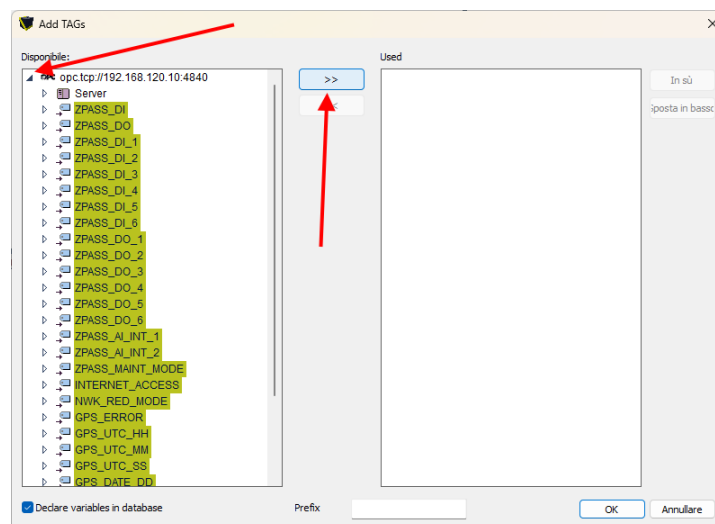 Add TAGs
Disponibile:
Used
opc.tcp://192.168.120.10:4840
>>
In sù
Server
ZPASS_DI
ZPASS_DO
ZPASS_DI_1
ZPASS_DI_2
ZPASS_DI_3
ZPASS_DI_4
ZPASS_DI_5
ZPASS_DI_6
ZPASS_DO_1
ZPASS_DO_2
ZPASS_DO_3
ZPASS_DO_4
ZPASS_DO_5
ZPASS_DO_6
ZPASS_AI_INT_1
ZPASS_AI_INT_2
ZPASS_MAINT_MODE
INTERNET_ACCESS
NWK_RED_MODE
GPS_ERROR
GPS_UTC_HH
GPS_UTC_MM
GPS_UTC_SS
GPS_DATE_DD
Declare variables in database
Prefix
OK
Annullare